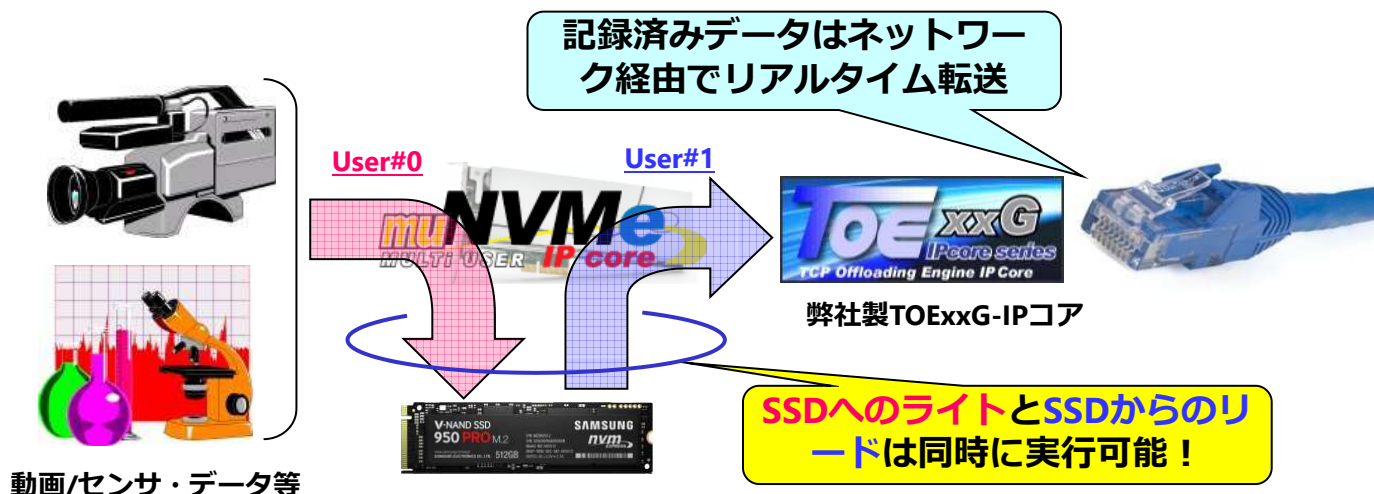 記録済みデータはネットワー
ク経由でリアルタイム転送
User#0
User#1
muNVMe
MULTI USER IP core
TOExxG
IPcore series
TCP Offloading Engine IP Core
弊社製TOExxG-IPコア
V-NAND SSD
950 PRO M.2
512GB
SAMSUNG
nvm
EXPRESS
SSDへのライトとSSDからのリ
ードは同時に実行可能！
動画/センサ・データ等